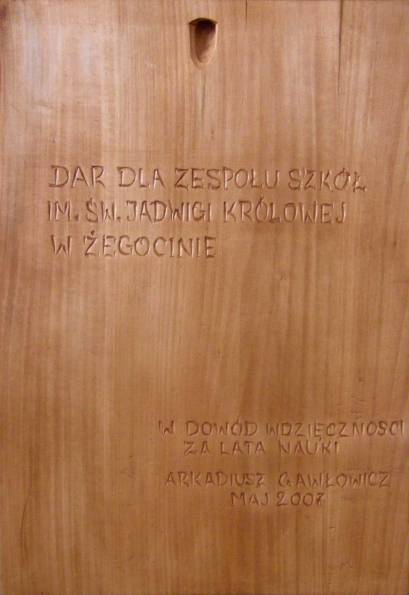 DAR DLA ZESPOŁU SZKÓŁ
IM. ŚW. JADWIGI KRÓLOWEJ
W ŻEGOCINIE
W DOWÓD WDZIĘCZNOŚCI
ZA LATA NAUKI
ARKADIUSZ GAWŁOWICZ
MAJ 2007